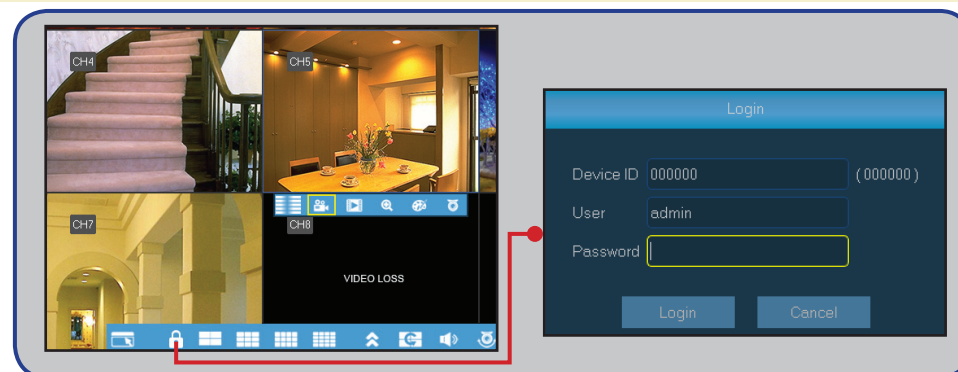 CH4
CH5
CH7
CH8
VIDEO LOSS
Login
Device ID 000000 (000000)
User admin
Password
Login Cancel